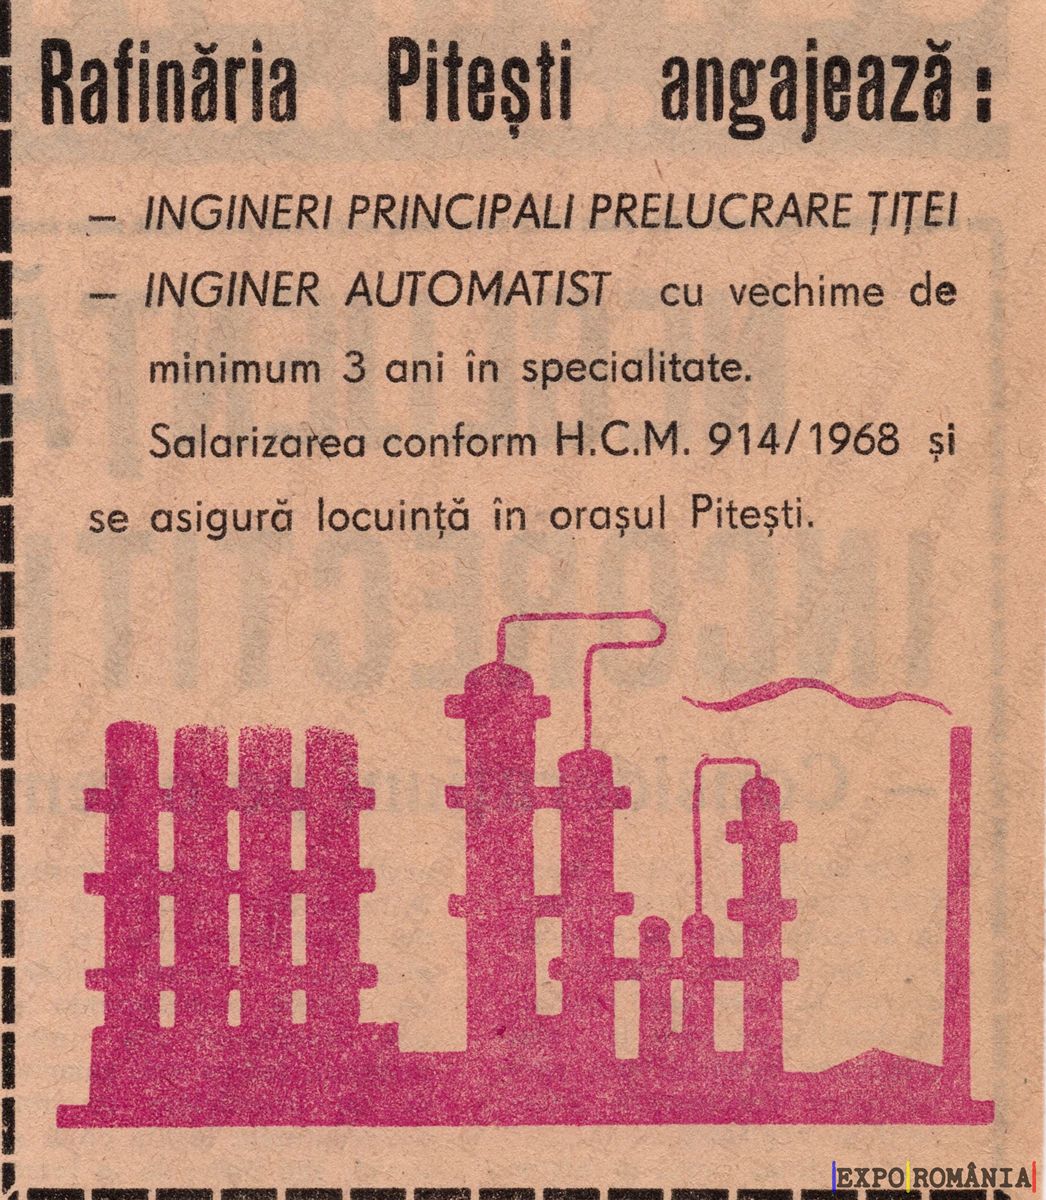 Rafinăria Pitești angajează:
– INGINERI PRINCIPALI PRELUCRARE ȚIȚEI
– INGINER AUTOMATIST cu vechime de
minimum 3 ani în specialitate.
Salarizarea conform H.C.M. 914/1968 și
se asigură locuință în orașul Pitești.
EXPO ROMÂNIA